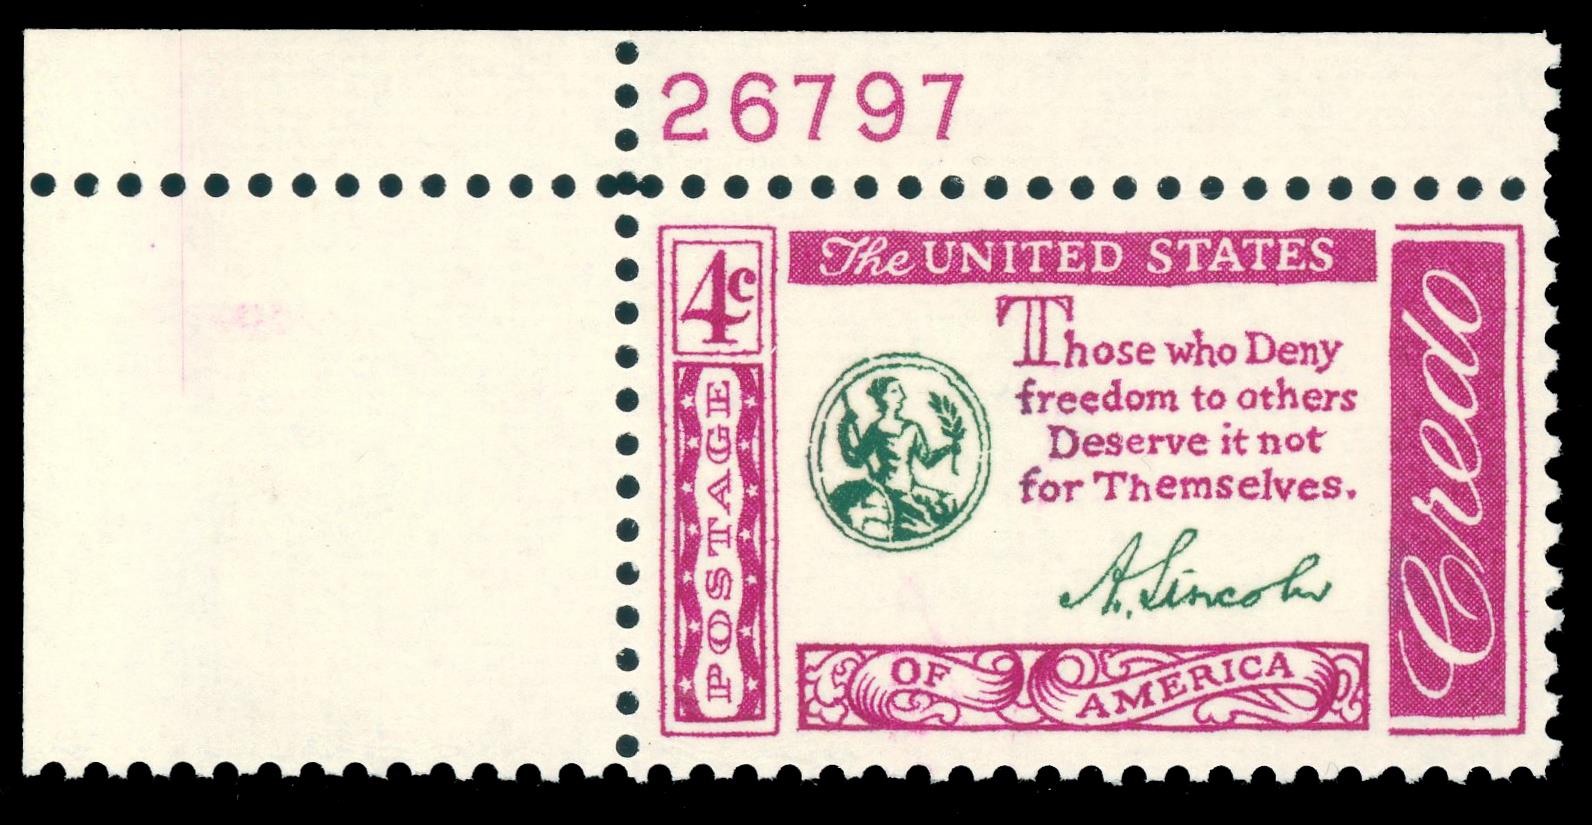 26797
4c
The UNITED STATES
Those who Deny
freedom to others
Deserve it not
for Themselves.
A. Lincoln
POSTAGE
OF AMERICA
Credo